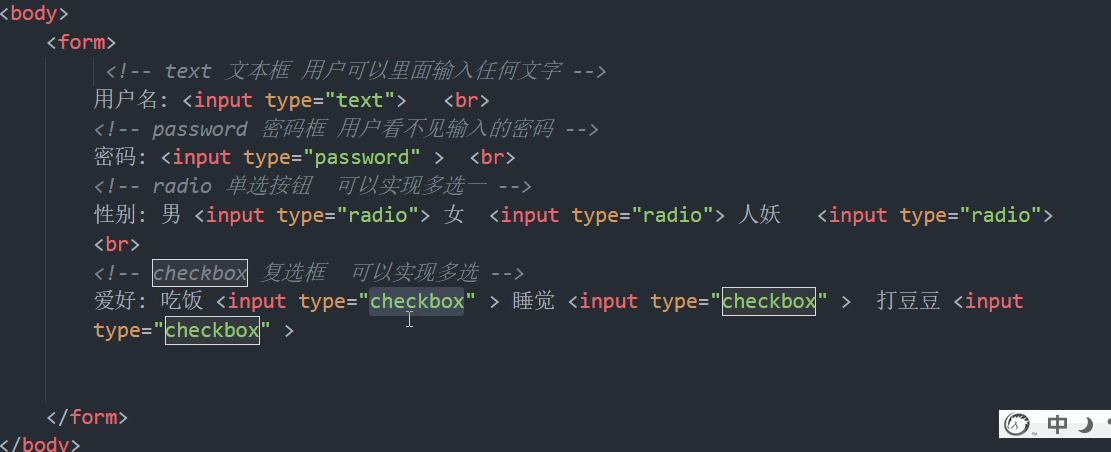 <body>
<form>
<!-- text 文本框 用户可以里面输入任何文字 -->
用户名: <input type="text"> <br>
<!-- password 密码框 用户看不见输入的密码 -->
密码: <input type="password" > <br>
<!-- radio 单选按钮 可以实现多选一 -->
性别: 男 <input type="radio"> 女 <input type="radio"> 人妖 <input type="radio">
<br>
<!-- checkbox 复选框 可以实现多选 -->
爱好: 吃饭 <input type="checkbox" > 睡觉 <input type="checkbox" > 打豆豆 <input
type="checkbox" >
</form>
中
</body>